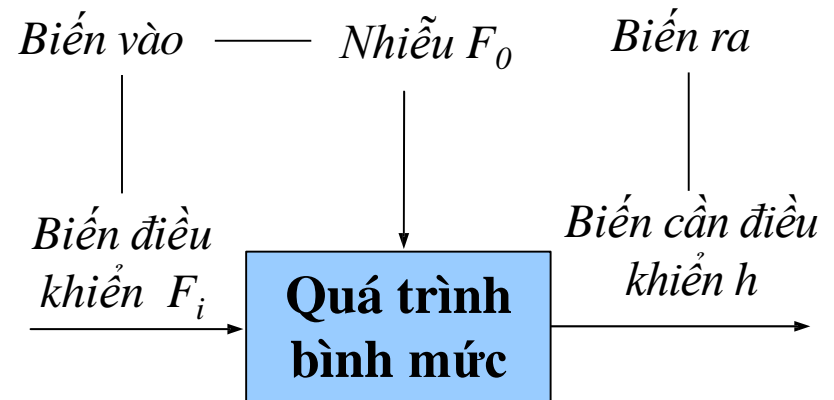 Biến vào
Nhiễu F₀
Biến ra
Biến điều
khiển Fᵢ
Biến cần điều
khiển h
Quá trình
bình mức